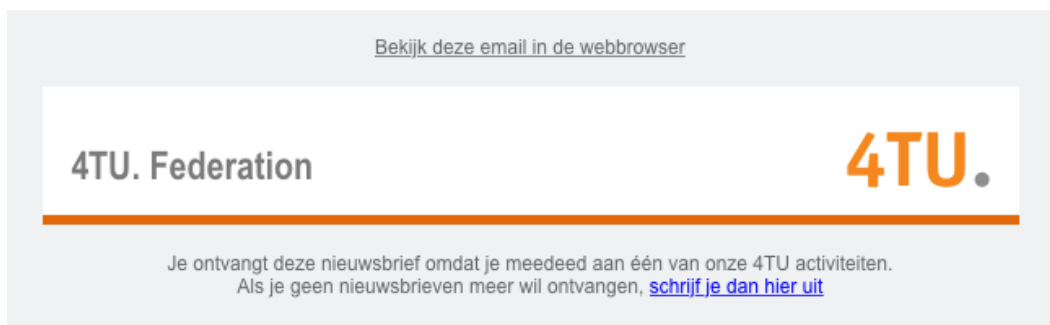 Bekijk deze email in de webbrowser
4TU. Federation
4TU.
Je ontvangt deze nieuwsbrief omdat je meedeed aan één van onze 4TU activiteiten.
Als je geen nieuwsbrieven meer wil ontvangen, schrijf je dan hier uit